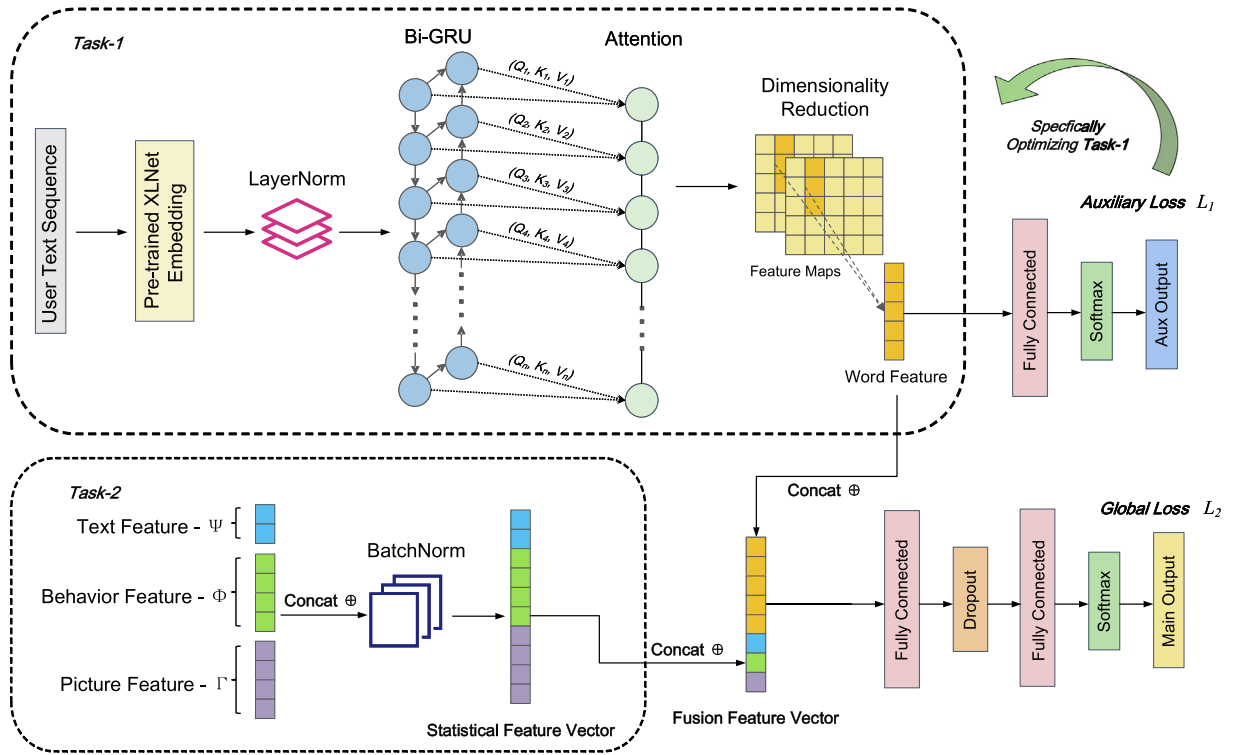 Task-1
Bi-GRU
Attention
(Q1, K1, V1)
(Q2, K2, V2)
(Q3, K3, V3)
(Q4, K4, V4)
(Qn, Kn, Vn)
User Text Sequence
Pre-trained XLNet
Embedding
LayerNorm
Dimensionality
Reduction
Feature Maps
Word Feature
Specfically
Optimizing Task-1
Auxiliary Loss L1
Fully Connected
Softmax
Aux Output
Concat ⊕
Task-2
Text Feature - Ψ
Behavior Feature - Φ
Picture Feature - Γ
Concat ⊕
BatchNorm
Statistical Feature Vector
Concat ⊕
Fusion Feature Vector
Global Loss L2
Fully Connected
Dropout
Fully Connected
Softmax
Main Output